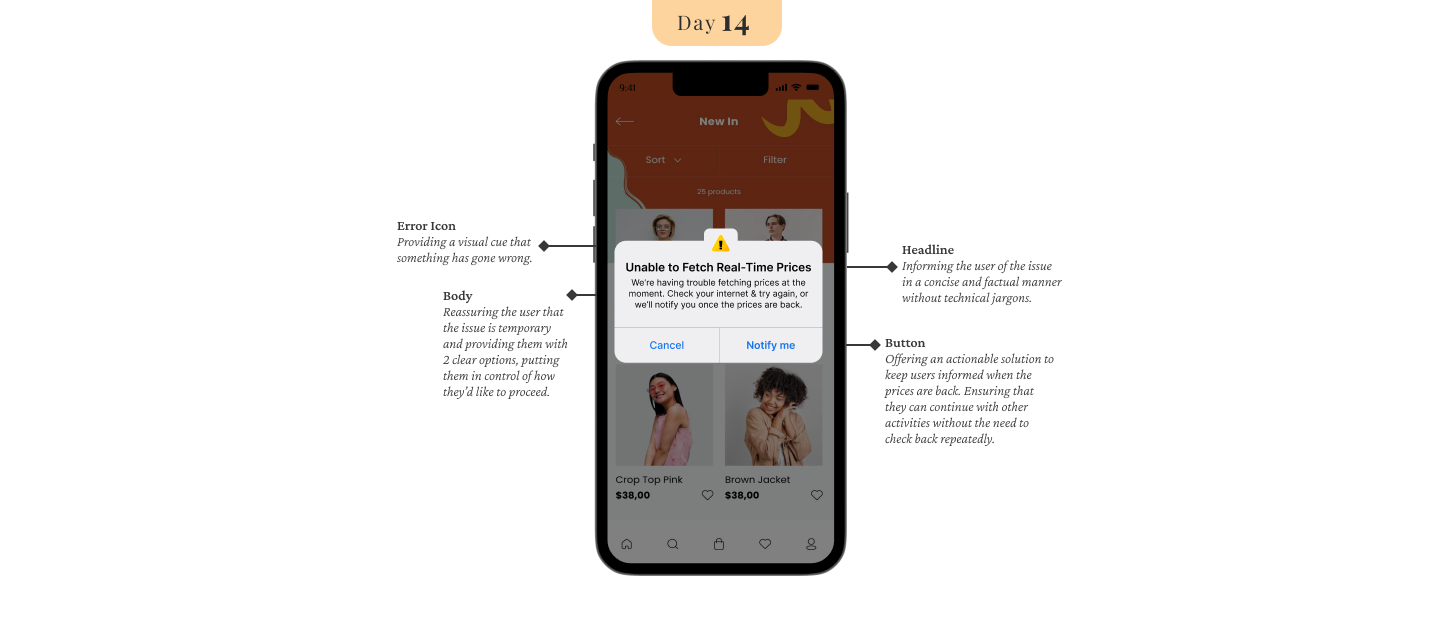 Day 14
9:41
New In
Sort
Filter
25 products
Error Icon
Providing a visual cue that
something has gone wrong.
Body
Reassuring the user that
the issue is temporary
and providing them with
2 clear options, putting
them in control of how
they’d like to proceed.
Unable to Fetch Real-Time Prices
We're having trouble fetching prices at the
moment. Check your internet & try again, or
we’ll notify you once the prices are back.
Cancel
Notify me
Headline
Informing the user of the issue
in a concise and factual manner
without technical jargons.
Button
Offering an actionable solution to
keep users informed when the
prices are back. Ensuring that
they can continue with other
activities without the need to
check back repeatedly.
Crop Top Pink
$38,00
Brown Jacket
$38,00